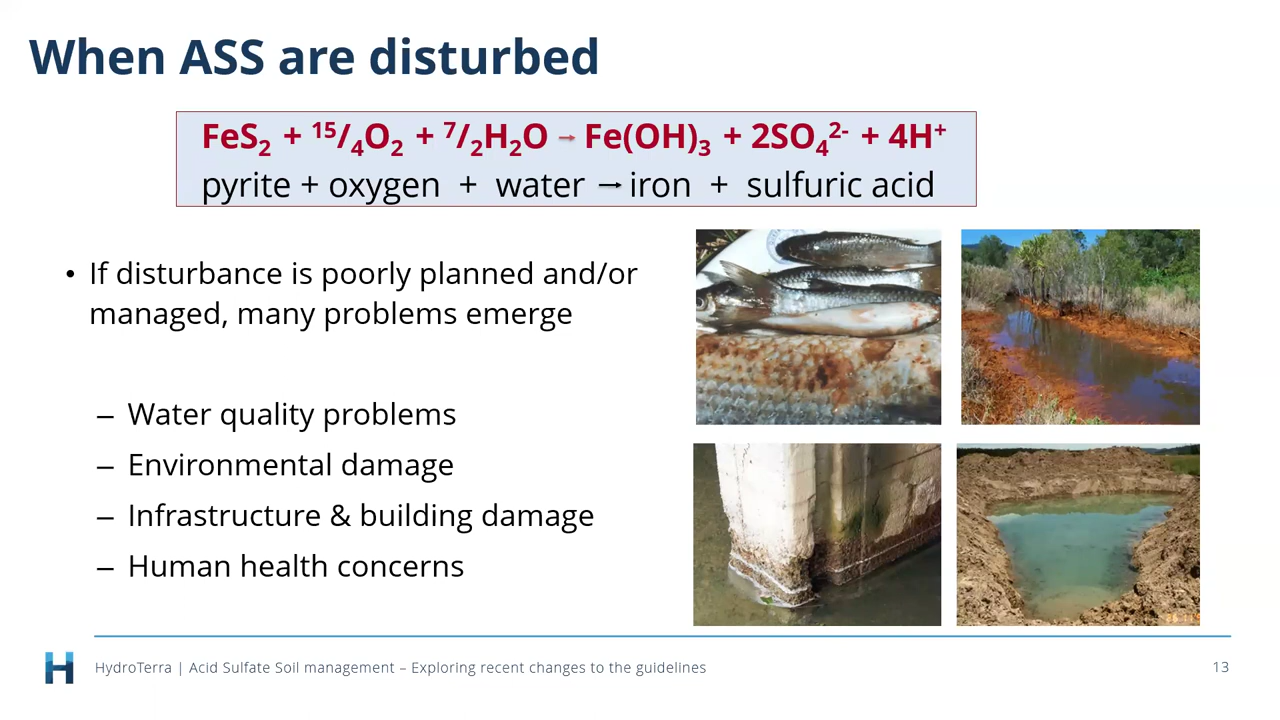 When ASS are disturbed
FeS₂ + ¹⁵/₄O₂ + ⁷/₂H₂O → Fe(OH)₃ + 2SO₄²⁻ + 4H⁺
pyrite + oxygen + water → iron + sulfuric acid
• If disturbance is poorly planned and/or
managed, many problems emerge
– Water quality problems
– Environmental damage
– Infrastructure & building damage
– Human health concerns
H HydroTerra | Acid Sulfate Soil management – Exploring recent changes to the guidelines 13